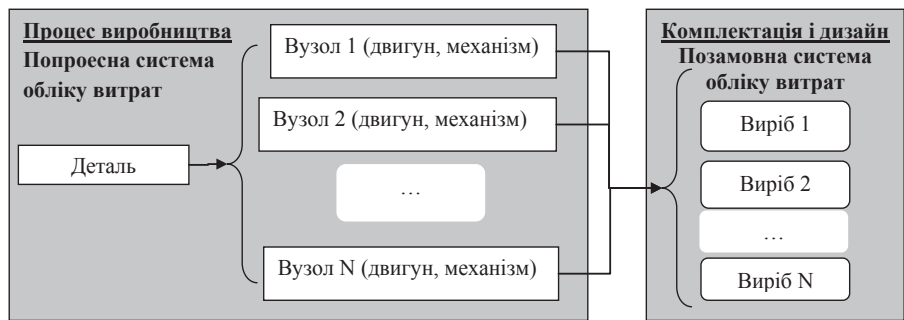 Процес виробництва
Попроесна система
обліку витрат
Деталь
Вузол 1 (двигун, механізм)
Вузол 2 (двигун, механізм)
…
Вузол N (двигун, механізм)
Комплектація і дизайн
Позамовна система
обліку витрат
Виріб 1
Виріб 2
…
Виріб N